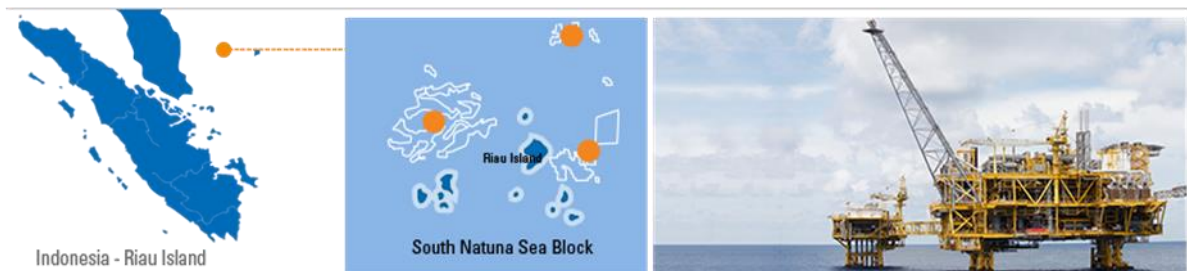 Riau Island
South Natuna Sea Block
Indonesia - Riau Island